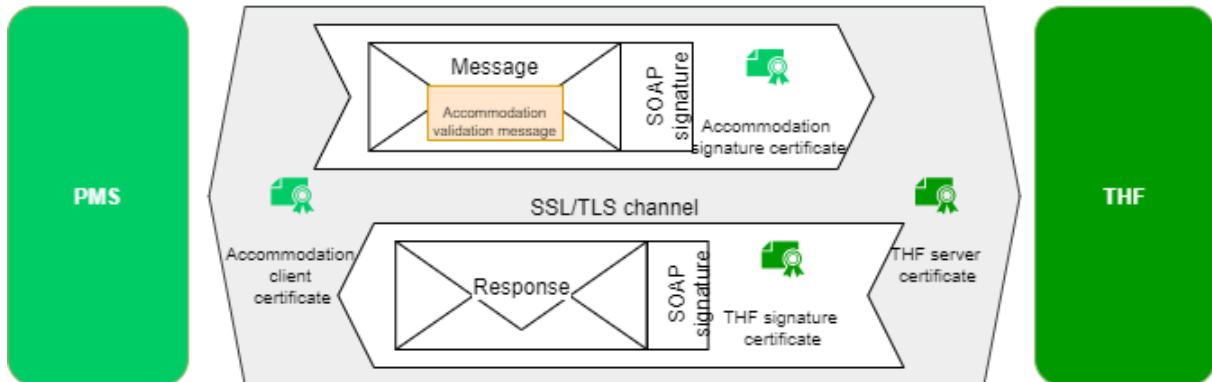 PMS
Message
Accommodation
validation message
SOAP
signature
Accommodation
signature certificate
SSL/TLS channel
Accommodation
client
certificate
THF server
certificate
Response
SOAP
signature
THF signature
certificate
THF